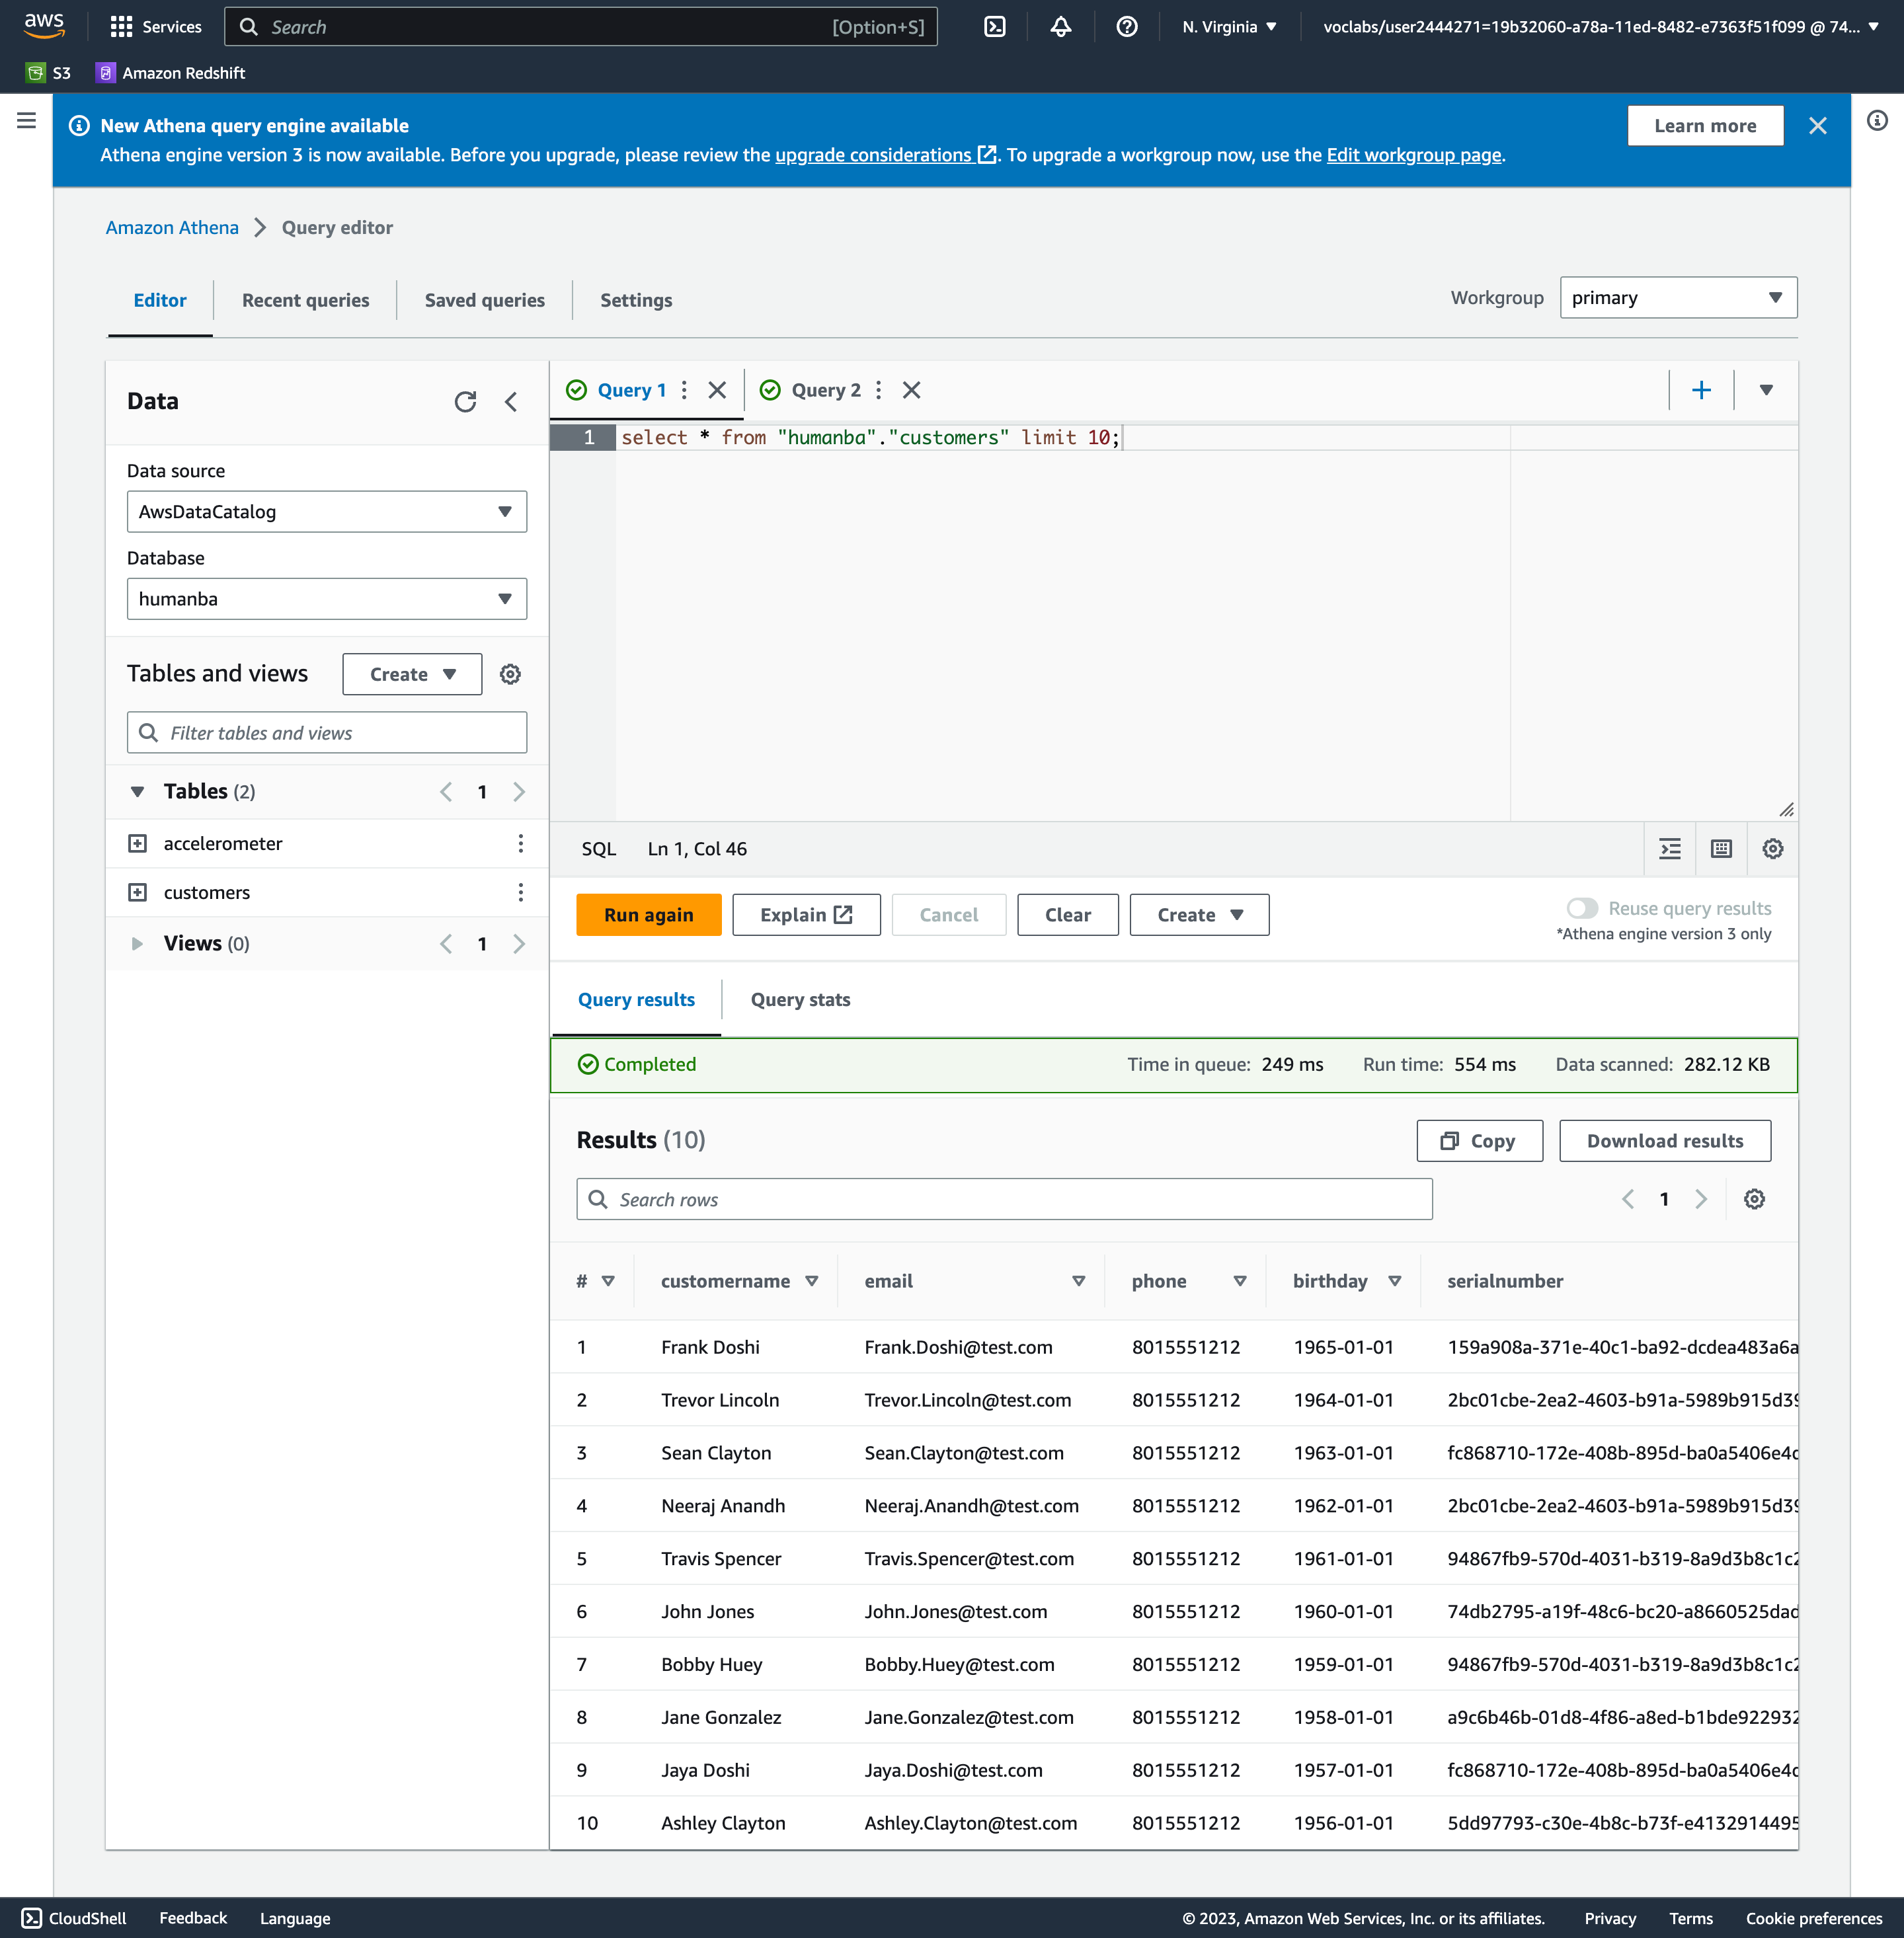 aws Services Search [Option+S] N. Virginia voclabs/user2444271=19b32060-a78a-11ed-8482-e7363f51f099 @ 74...
S3 Amazon Redshift
New Athena query engine available
Athena engine version 3 is now available. Before you upgrade, please review the upgrade considerations. To upgrade a workgroup now, use the Edit workgroup page.
Learn more
Amazon Athena Query editor
Editor Recent queries Saved queries Settings
Workgroup primary
Data
Data source
AwsDataCatalog
Database
humanba
Tables and views Create
Filter tables and views
Tables (2) 1
accelerometer
customers
Views (0) 1
Query 1 Query 2
1 select * from "humanba"."customers" limit 10;
SQL Ln 1, Col 46
Run again Explain Cancel Clear Create
Reuse query results
*Athena engine version 3 only
Query results Query stats
Completed Time in queue: 249 ms Run time: 554 ms Data scanned: 282.12 KB
Results (10) Copy Download results
Search rows 1
# customername email phone birthday serialnumber
1 Frank Doshi Frank.Doshi@test.com 8015551212 1965-01-01 159a908a-371e-40c1-ba92-dcdea483a6a
2 Trevor Lincoln Trevor.Lincoln@test.com 8015551212 1964-01-01 2bc01cbe-2ea2-4603-b91a-5989b915d39
3 Sean Clayton Sean.Clayton@test.com 8015551212 1963-01-01 fc868710-172e-408b-895d-ba0a5406e4
4 Neeraj Anandh Neeraj.Anandh@test.com 8015551212 1962-01-01 2bc01cbe-2ea2-4603-b91a-5989b915d39
5 Travis Spencer Travis.Spencer@test.com 8015551212 1961-01-01 94867fb9-570d-4031-b319-8a9d3b8c1c2
6 John Jones John.Jones@test.com 8015551212 1960-01-01 74db2795-a19f-48c6-bc20-a8660525dad
7 Bobby Huey Bobby.Huey@test.com 8015551212 1959-01-01 94867fb9-570d-4031-b319-8a9d3b8c1c2
8 Jane Gonzalez Jane.Gonzalez@test.com 8015551212 1958-01-01 a9c6b46b-01d8-4f86-a8ed-b1bde922932
9 Jaya Doshi Jaya.Doshi@test.com 8015551212 1957-01-01 fc868710-172e-408b-895d-ba0a5406e4
10 Ashley Clayton Ashley.Clayton@test.com 8015551212 1956-01-01 5dd97793-c30e-4b8c-b73f-e4132914495
CloudShell Feedback Language © 2023, Amazon Web Services, Inc. or its affiliates. Privacy Terms Cookie preferences